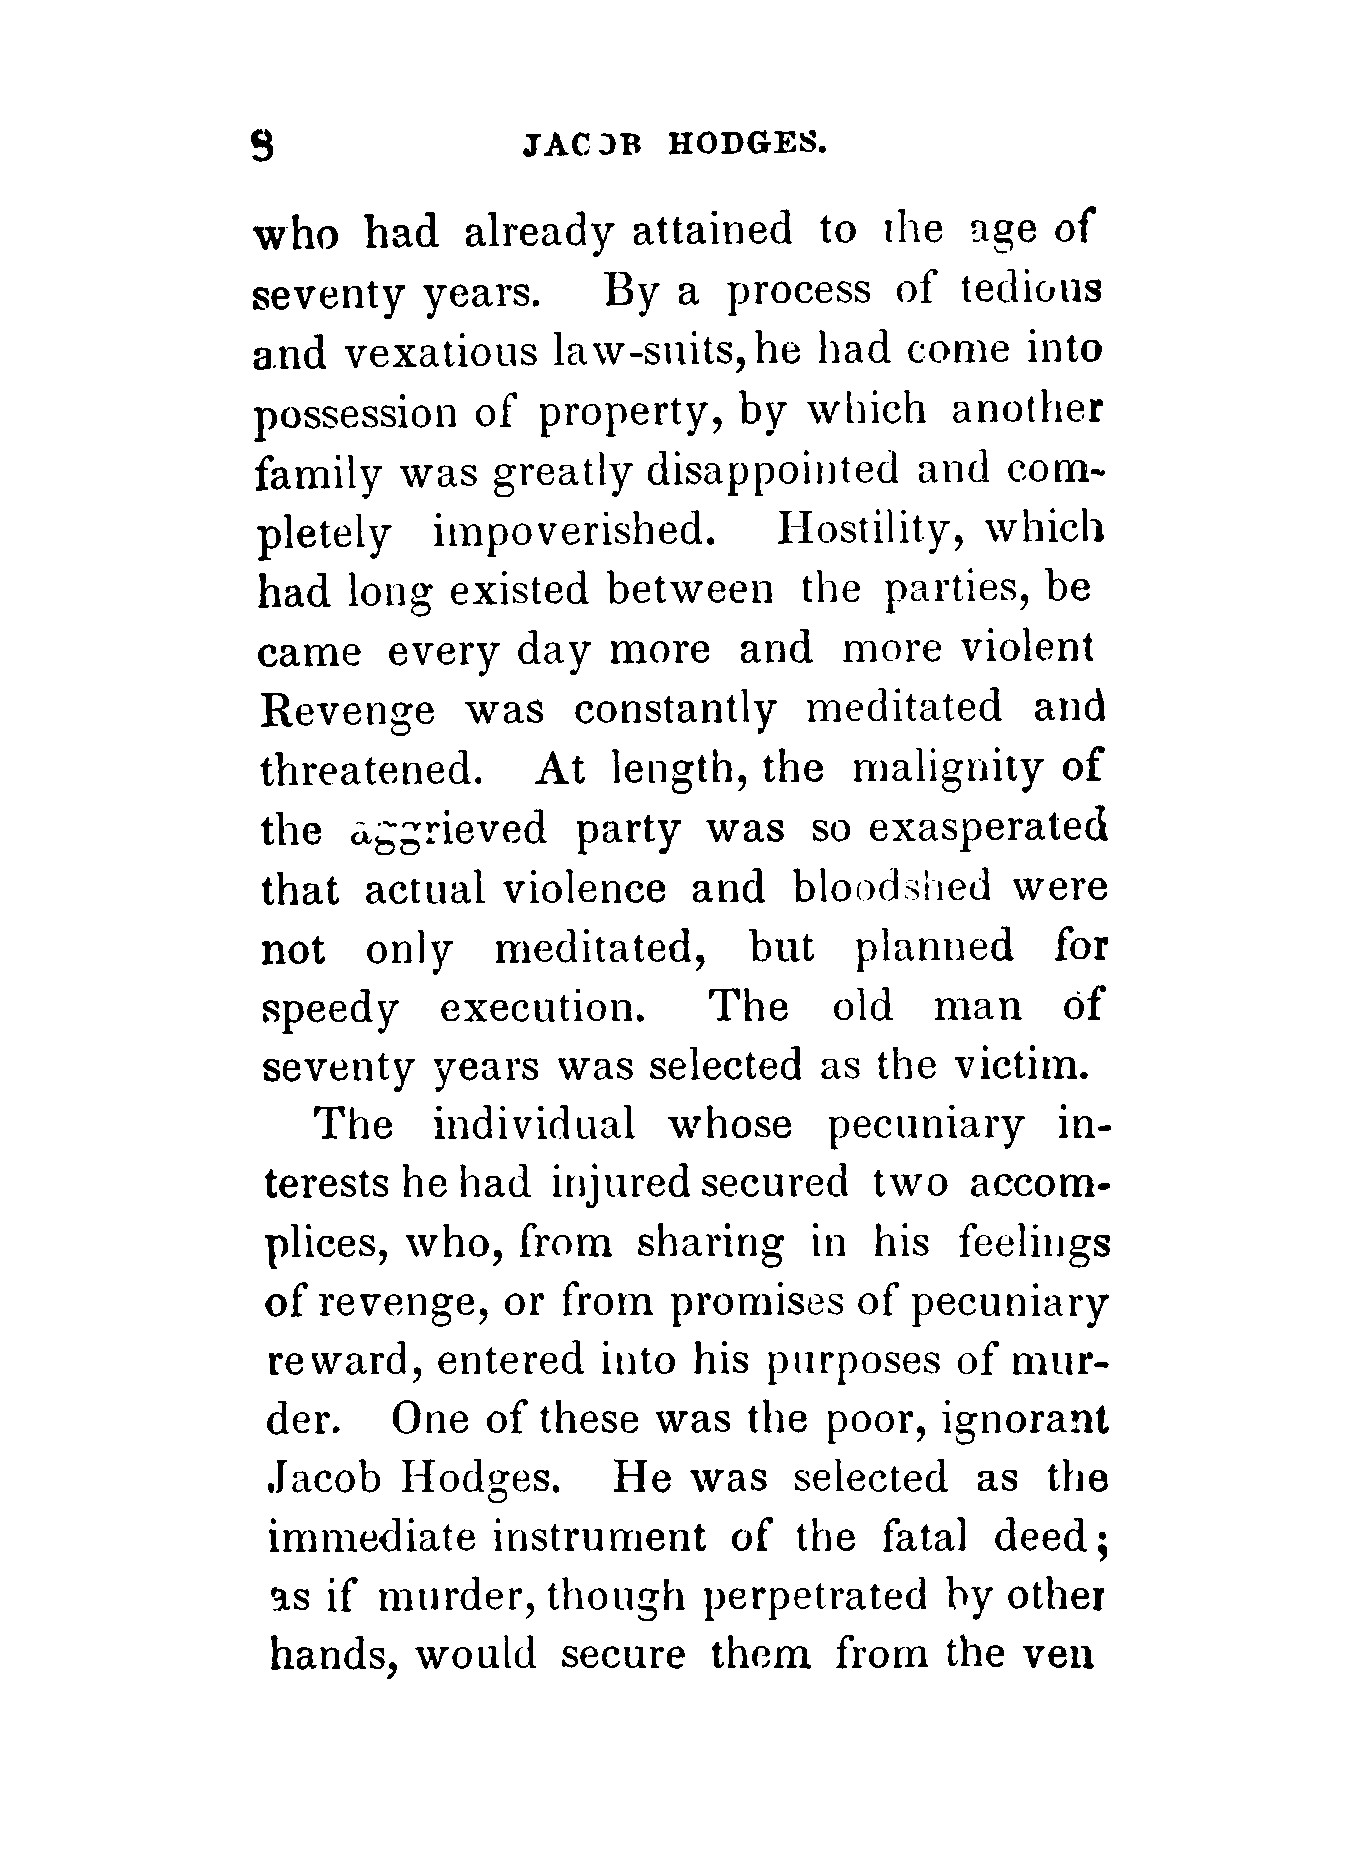 8 JACOB HODGES.
who had already attained to the age of
seventy years. By a process of tedious
and vexatious law-suits, he had come into
possession of property, by which another
family was greatly disappointed and com-
pletely impoverished. Hostility, which
had long existed between the parties, be
came every day more and more violent
Revenge was constantly meditated and
threatened. At length, the malignity of
the aggrieved party was so exasperated
that actual violence and bloodshed were
not only meditated, but planned for
speedy execution. The old man of
seventy years was selected as the victim.
The individual whose pecuniary in-
terests he had injured secured two accom-
plices, who, from sharing in his feelings
of revenge, or from promises of pecuniary
reward, entered into his purposes of mur-
der. One of these was the poor, ignorant
Jacob Hodges. He was selected as the
immediate instrument of the fatal deed;
as if murder, though perpetrated by other
hands, would secure them from the ven